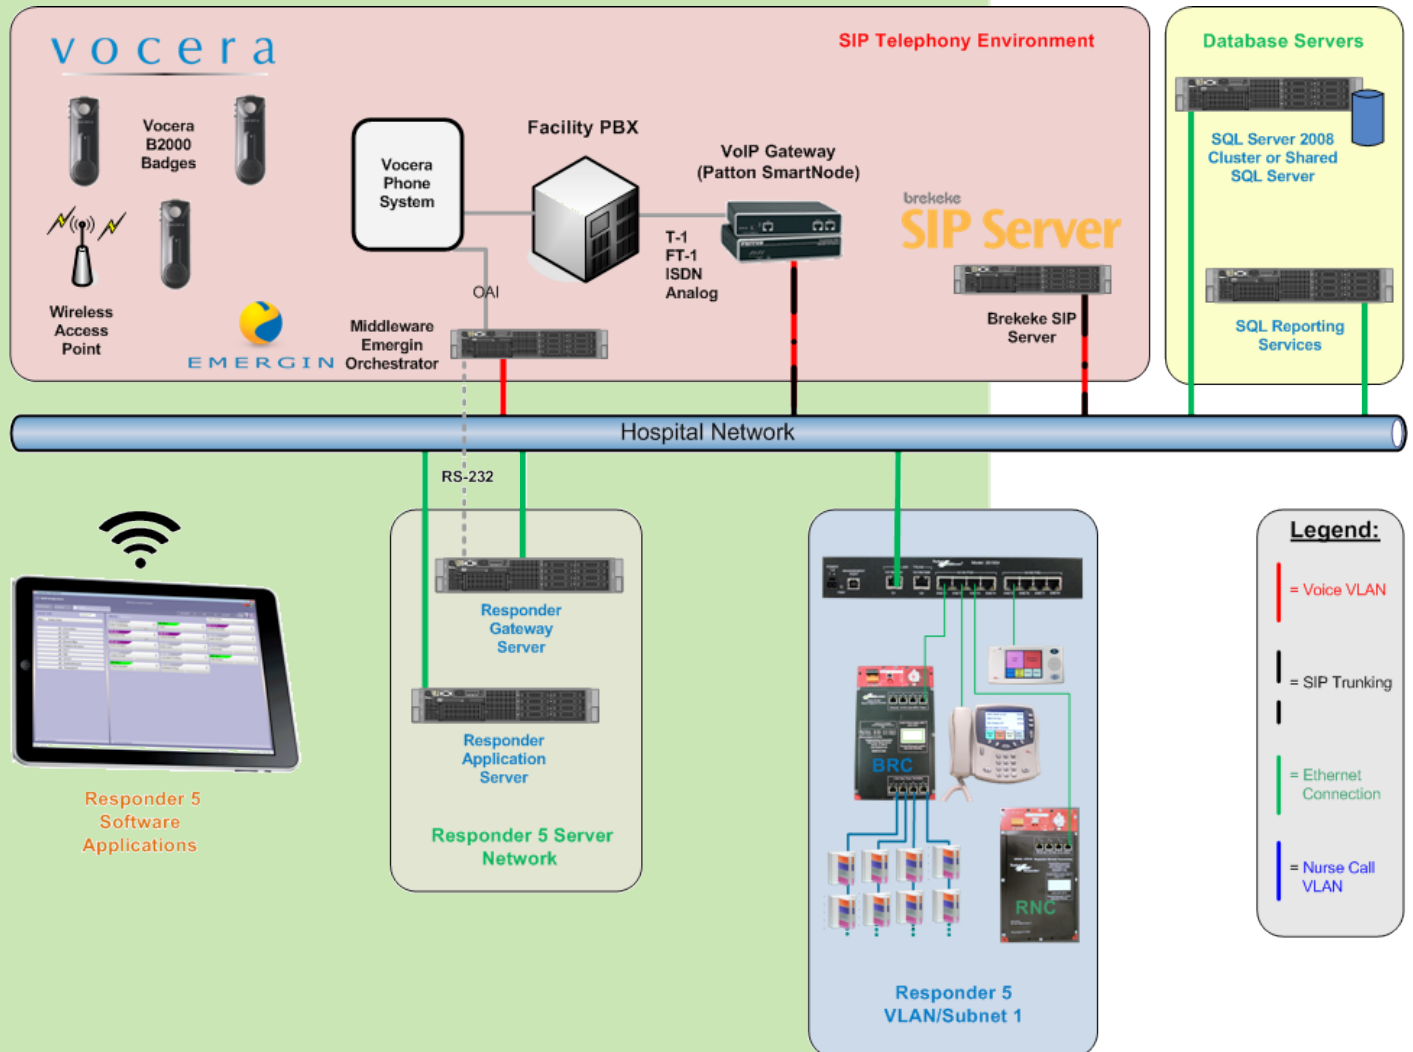 vocera
SIP Telephony Environment
Database Servers
Vocera
B2000
Badges
Vocera
Phone
System
Facility PBX
VoIP Gateway
(Patton SmartNode)
SQL Server 2008
Cluster or Shared
SQL Server
brekeke
SIP Server
T-1
FT-1
ISDN
Analog
OAI
Wireless
Access
Point
EMERGIN
Middleware
Emergin
Orchestrator
Brekeke SIP
Server
SQL Reporting
Services
Hospital Network
RS-232
Responder
Gateway
Server
Responder
Application
Server
Responder 5 Server
Network
Responder 5
Software
Applications
BRC
RNC
Responder 5
VLAN/Subnet 1
Legend:
= Voice VLAN
= SIP Trunking
= Ethernet
Connection
= Nurse Call
VLAN